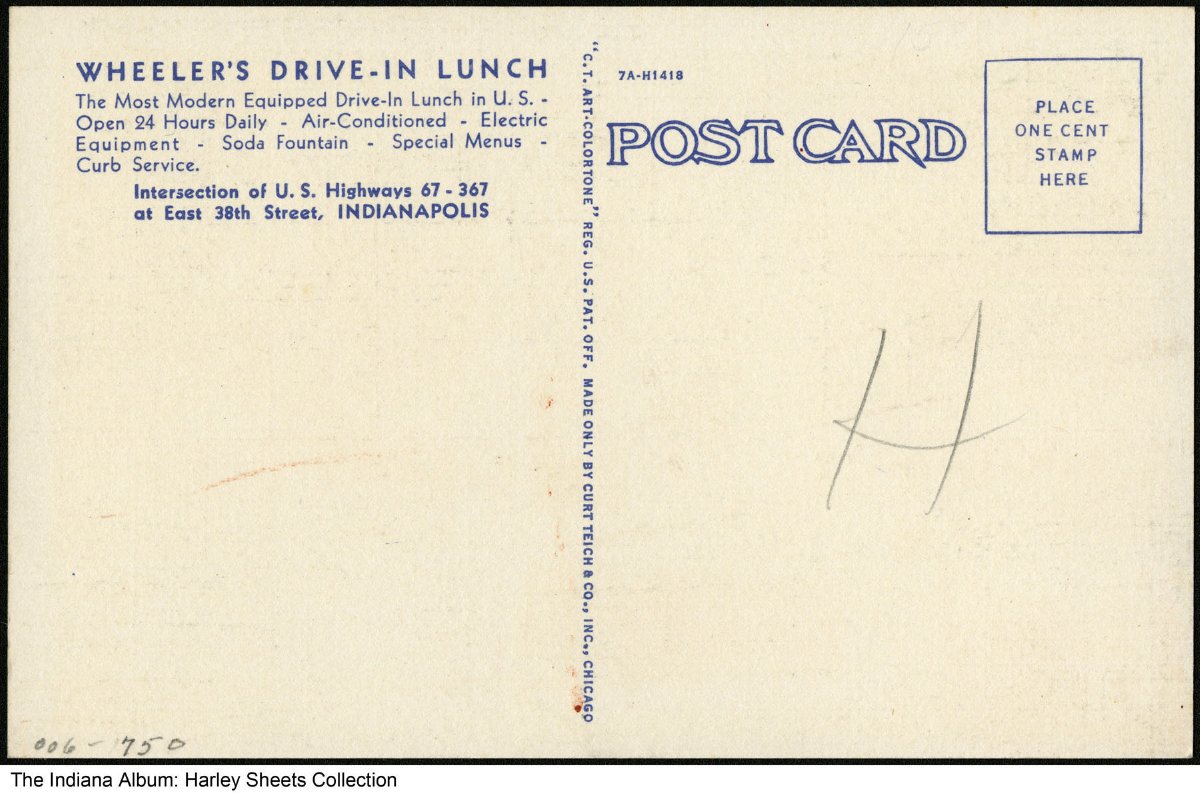 WHEELER'S DRIVE-IN LUNCH
The Most Modern Equipped Drive-In Lunch in U. S. -
Open 24 Hours Daily - Air-Conditioned - Electric
Equipment - Soda Fountain - Special Menus -
Curb Service.
Intersection of U. S. Highways 67 - 367
at East 38th Street, INDIANAPOLIS
"C.T. ART-COLORTONE" REG. U.S. PAT. OFF. MADE ONLY BY CURT TEICH & CO., INC., CHICAGO
7A-H1418
POST CARD
PLACE
ONE CENT
STAMP
HERE
H
006 - 750
The Indiana Album: Harley Sheets Collection